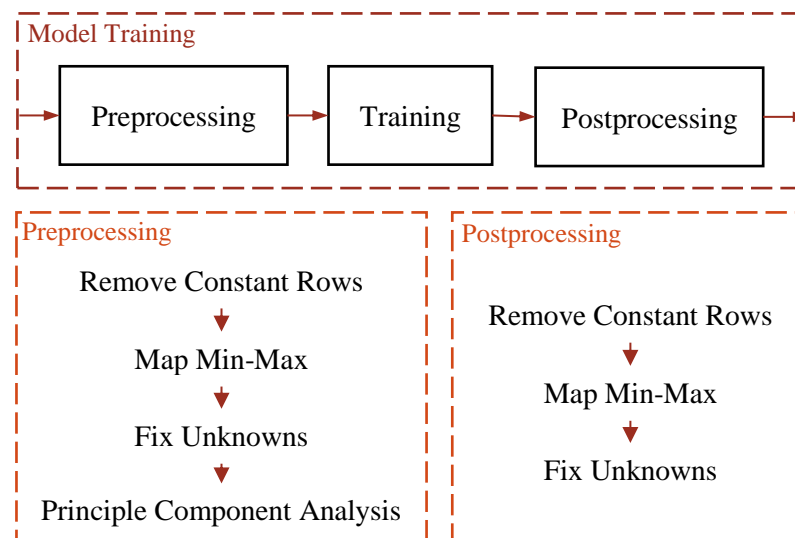 Model Training
Preprocessing
Training
Postprocessing
Preprocessing
Remove Constant Rows
Map Min-Max
Fix Unknowns
Principle Component Analysis
Postprocessing
Remove Constant Rows
Map Min-Max
Fix Unknowns